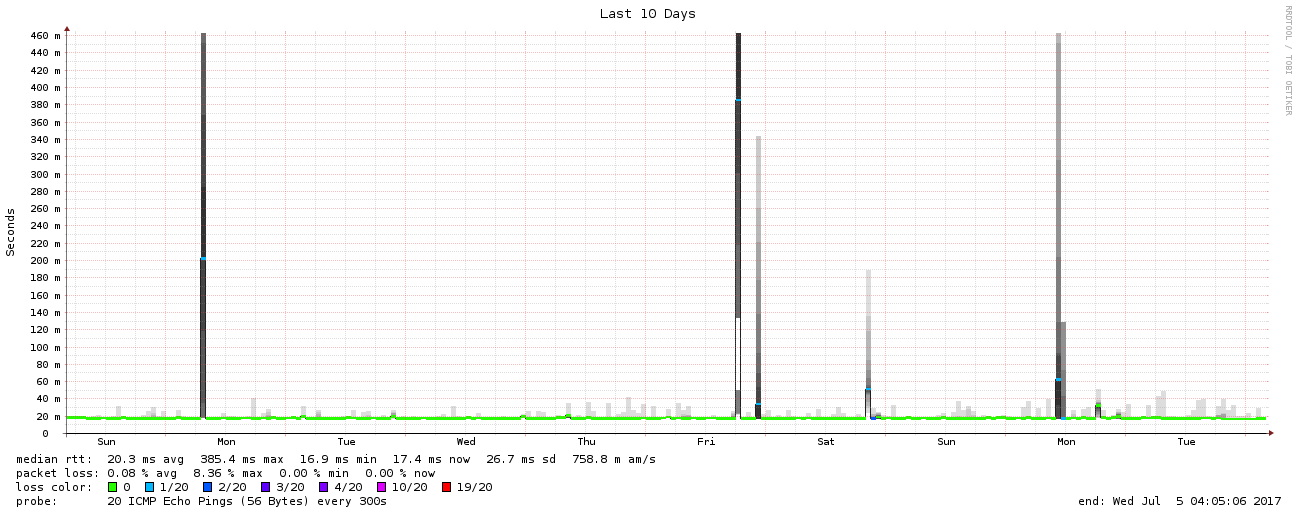 Last 10 Days
RRDTOOL / TOBI OETIKER
Seconds
460 m
440 m
420 m
400 m
380 m
360 m
340 m
320 m
300 m
280 m
260 m
240 m
220 m
200 m
180 m
160 m
140 m
120 m
100 m
80 m
60 m
40 m
20 m
0
Sun Mon Tue Wed Thu Fri Sat Sun Mon Tue
median rtt: 20.3 ms avg 385.4 ms max 16.9 ms min 17.4 ms now 26.7 ms sd 758.8 m am/s
packet loss: 0.08 % avg 8.36 % max 0.00 % min 0.00 % now
loss color: 0 1/20 2/20 3/20 4/20 10/20 19/20
probe: 20 ICMP Echo Pings (56 Bytes) every 300s end: Wed Jul 5 04:05:06 2017